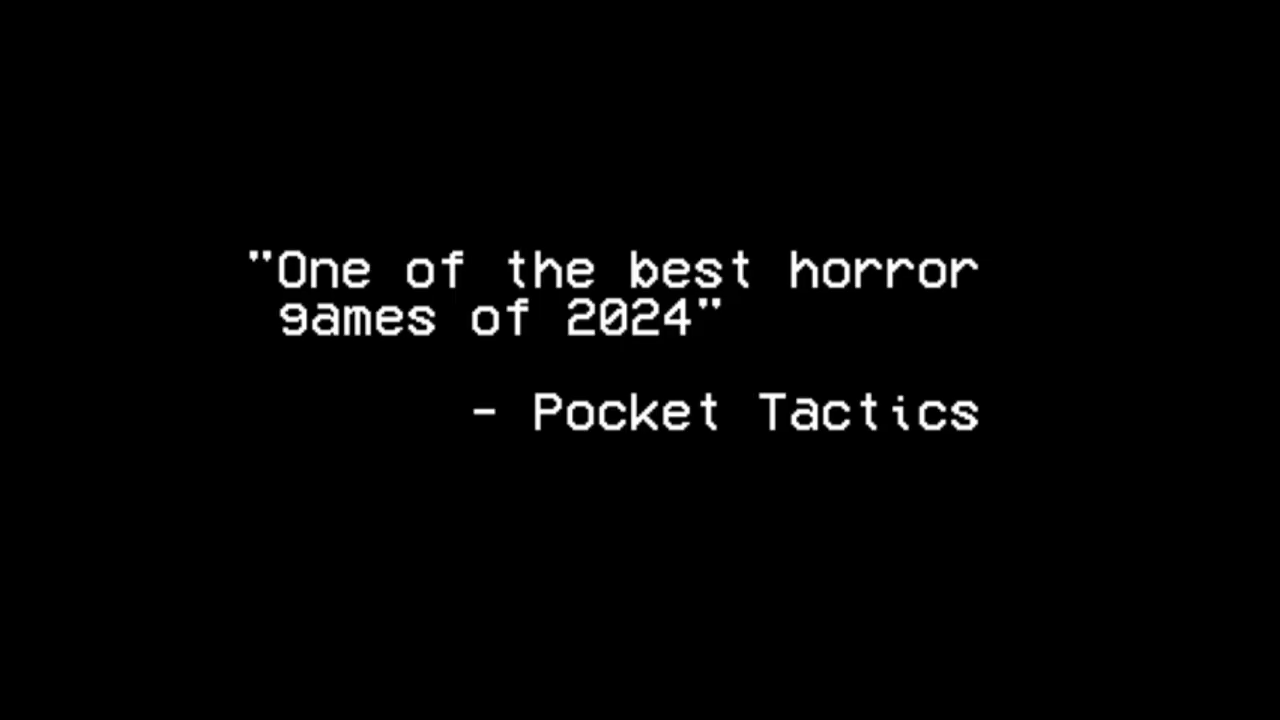 "One of the best horror
games of 2024"
- Pocket Tactics